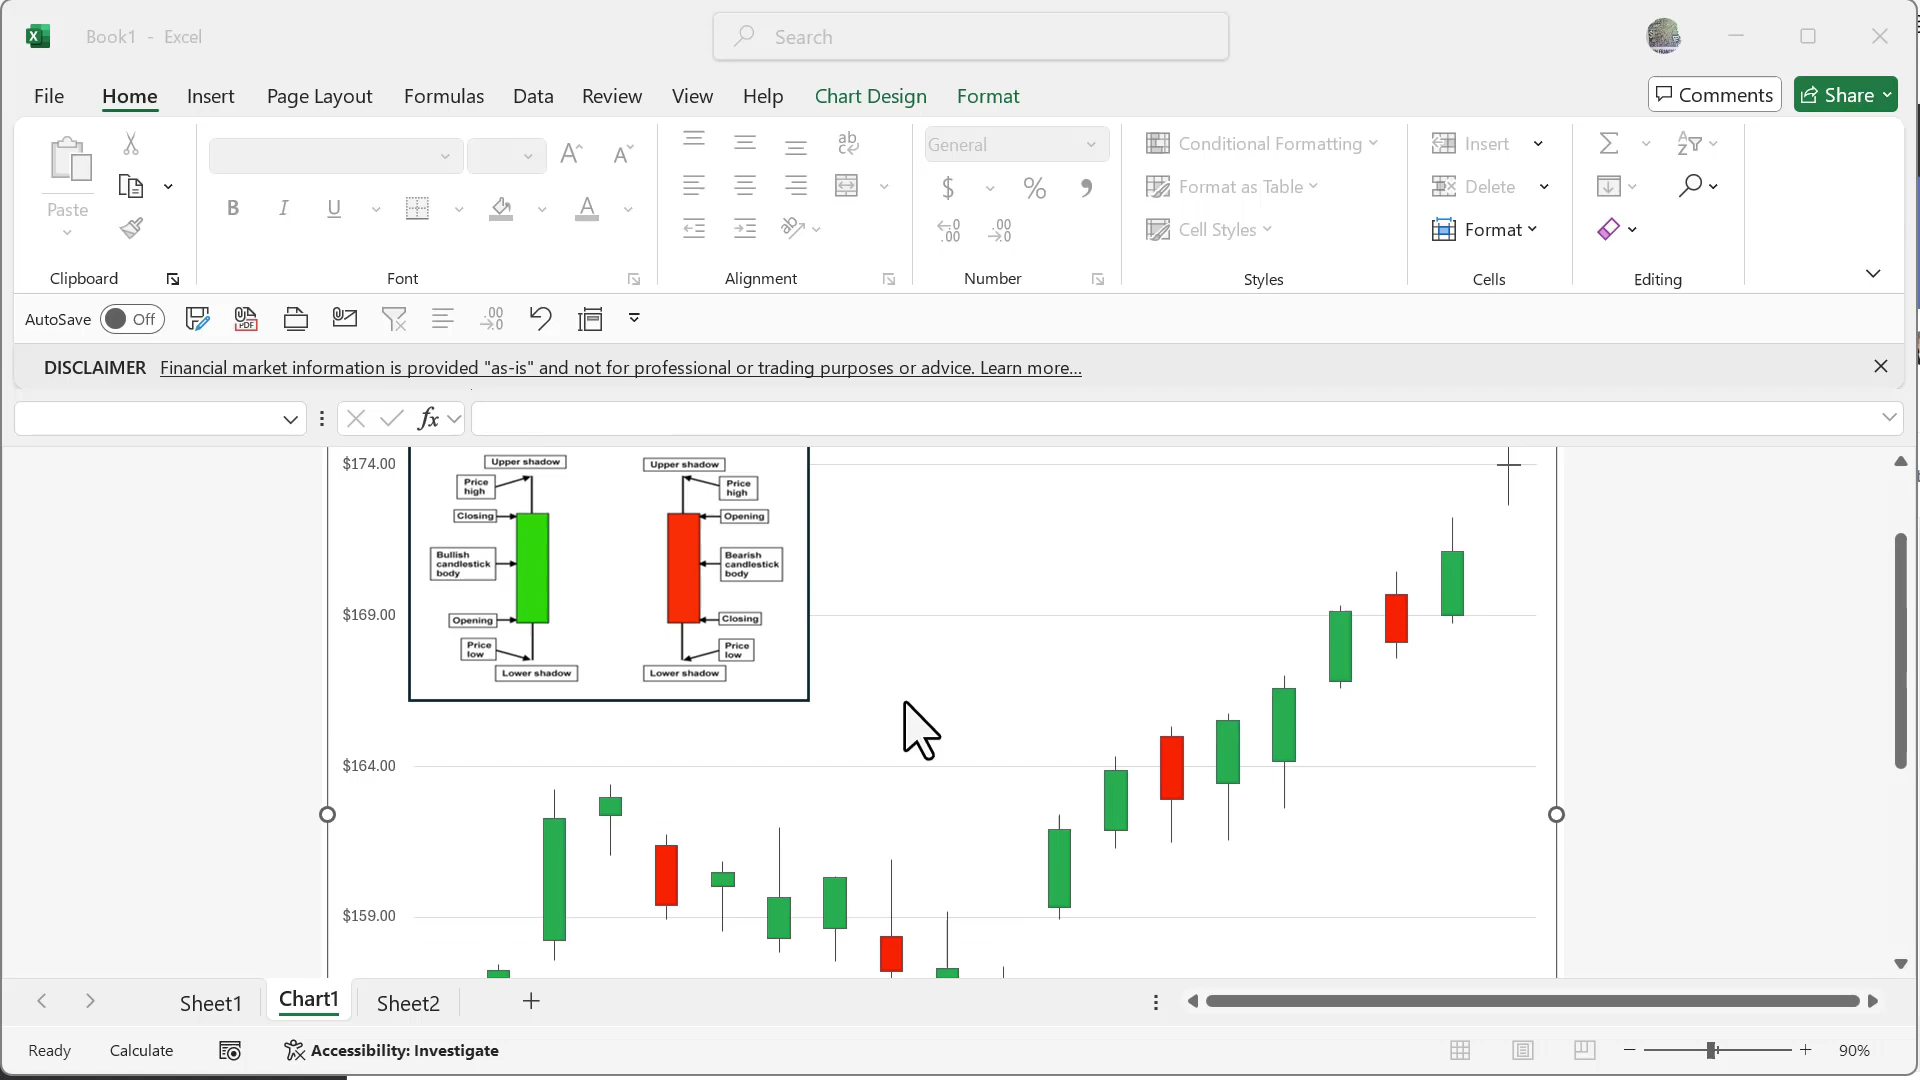 Book1 - Excel
Search
File Home Insert Page Layout Formulas Data Review View Help Chart Design Format Comments Share
Paste
General
Conditional Formatting
Format as Table
Cell Styles
Insert
Delete
Format
B I U
A
ab
$ % 9
Clipboard Font Alignment Number Styles Cells Editing
AutoSave Off
DISCLAIMER Financial market information is provided "as-is" and not for professional or trading purposes or advice. Learn more...
fx
$174.00
Upper shadow
Price
high
Closing
Bullish
candlestick
body
Opening
Price
low
Lower shadow
Upper shadow
Price
high
Opening
Bearish
candlestick
body
Closing
Price
low
Lower shadow
$169.00
$164.00
$159.00
Sheet1 Chart1 Sheet2
Ready Calculate Accessibility: Investigate 90%